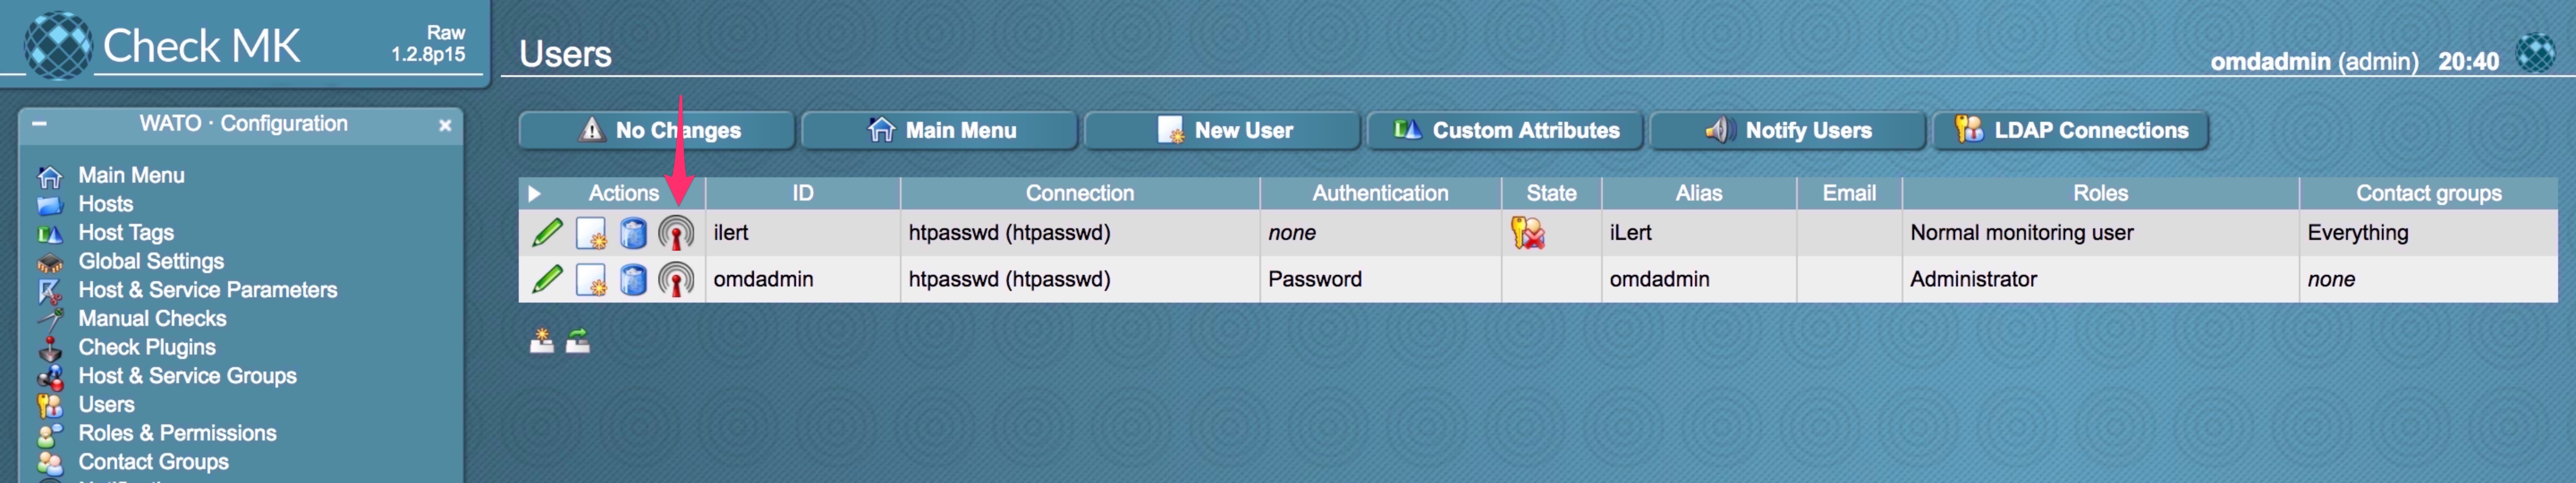 Check MK
Raw
1.2.8p15
Users
omdadmin (admin) 20:40
WATO · Configuration
Main Menu
Hosts
Host Tags
Global Settings
Host & Service Parameters
Manual Checks
Check Plugins
Host & Service Groups
Users
Roles & Permissions
Contact Groups
No Changes Main Menu New User Custom Attributes Notify Users LDAP Connections
Actions ID Connection Authentication State Alias Email Roles Contact groups
ilert htpasswd (htpasswd) none iLert Normal monitoring user Everything
omdadmin htpasswd (htpasswd) Password omdadmin Administrator none